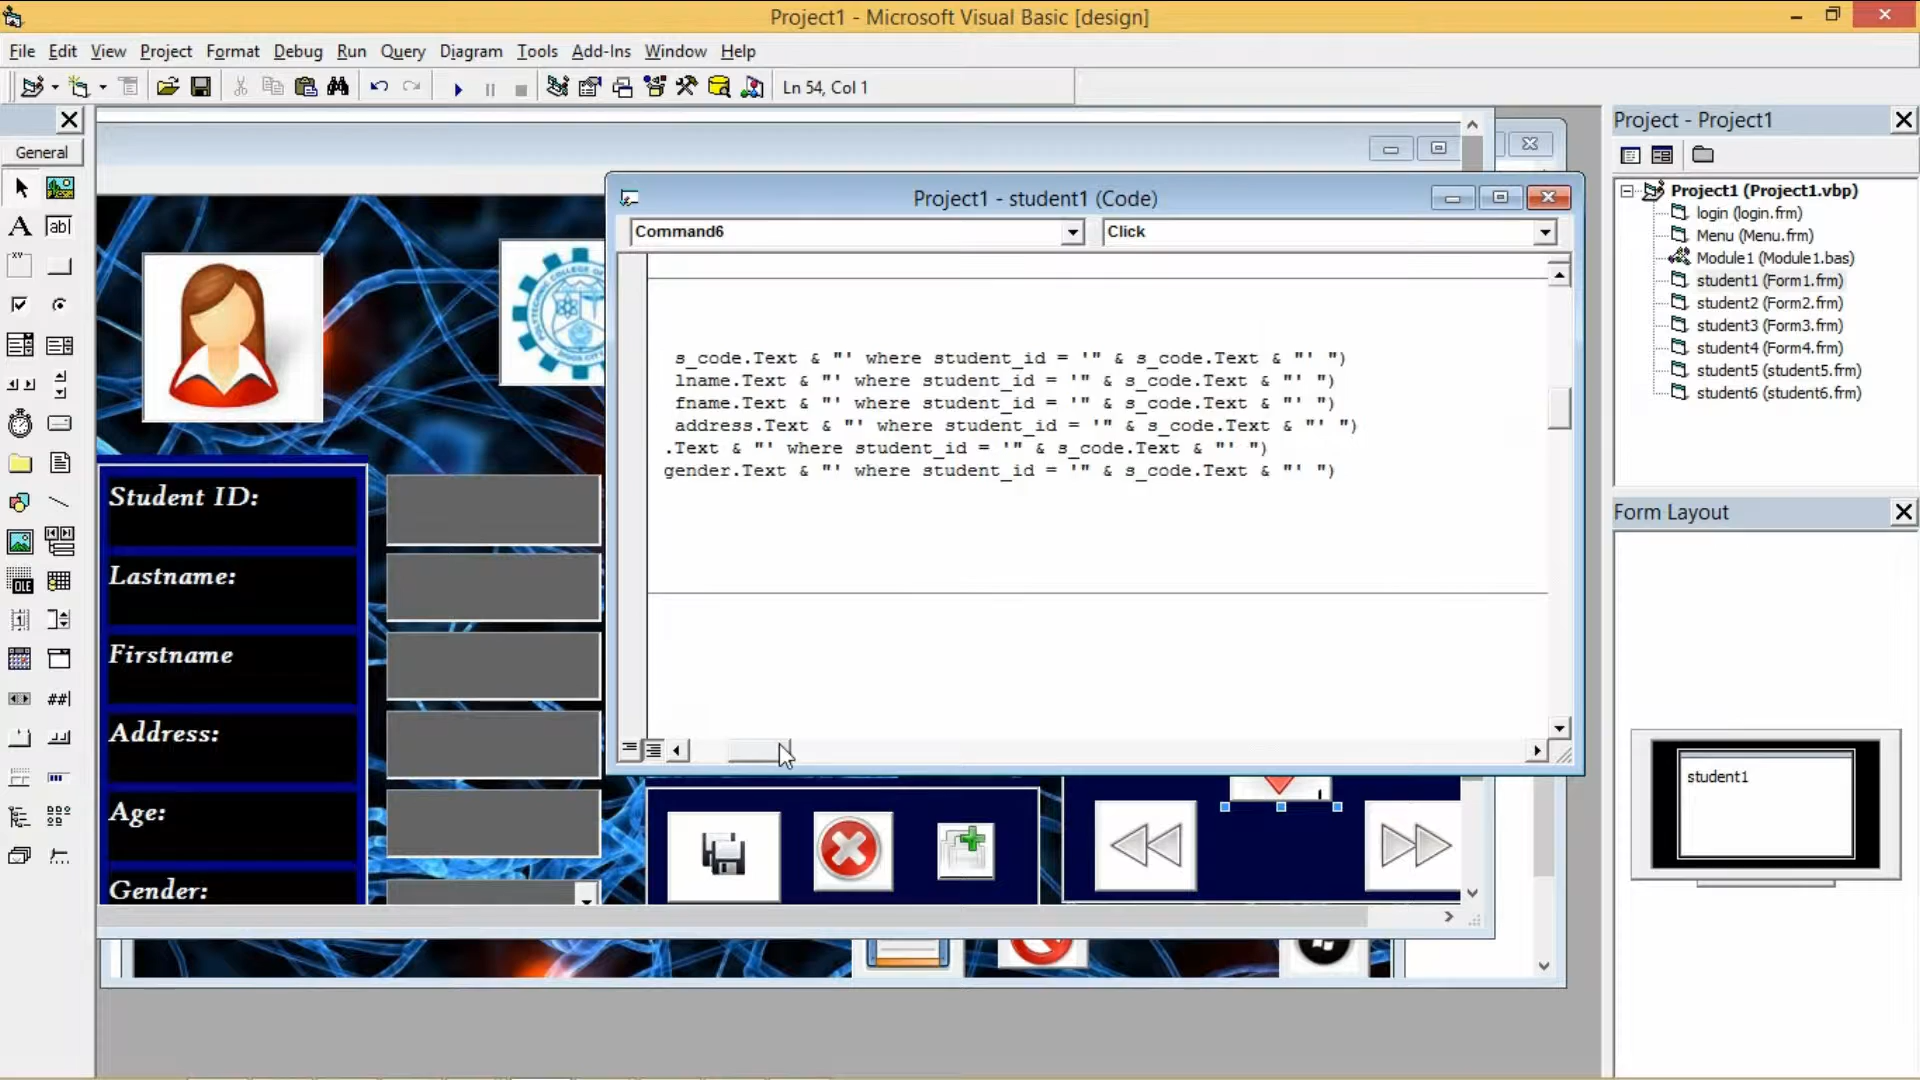 Project1 - Microsoft Visual Basic [design]
File Edit View Project Format Debug Run Query Diagram Tools Add-Ins Window Help
Ln 54, Col 1
General
Project1 - student1 (Code)
Command6
Click
s_code.Text & "' where student_id = '" & s_code.Text & "' ")
lname.Text & "' where student_id = '" & s_code.Text & "' ")
fname.Text & "' where student_id = '" & s_code.Text & "' ")
address.Text & "' where student_id = '" & s_code.Text & "' ")
.Text & "' where student_id = '" & s_code.Text & "' ")
gender.Text & "' where student_id = '" & s_code.Text & "' ")
Student ID:
Lastname:
Firstname
Address:
Age:
Gender:
Project - Project1
Project1 (Project1.vbp)
login (login.frm)
Menu (Menu.frm)
Module1 (Module1.bas)
student1 (Form1.frm)
student2 (Form2.frm)
student3 (Form3.frm)
student4 (Form4.frm)
student5 (student5.frm)
student6 (student6.frm)
Form Layout
student1